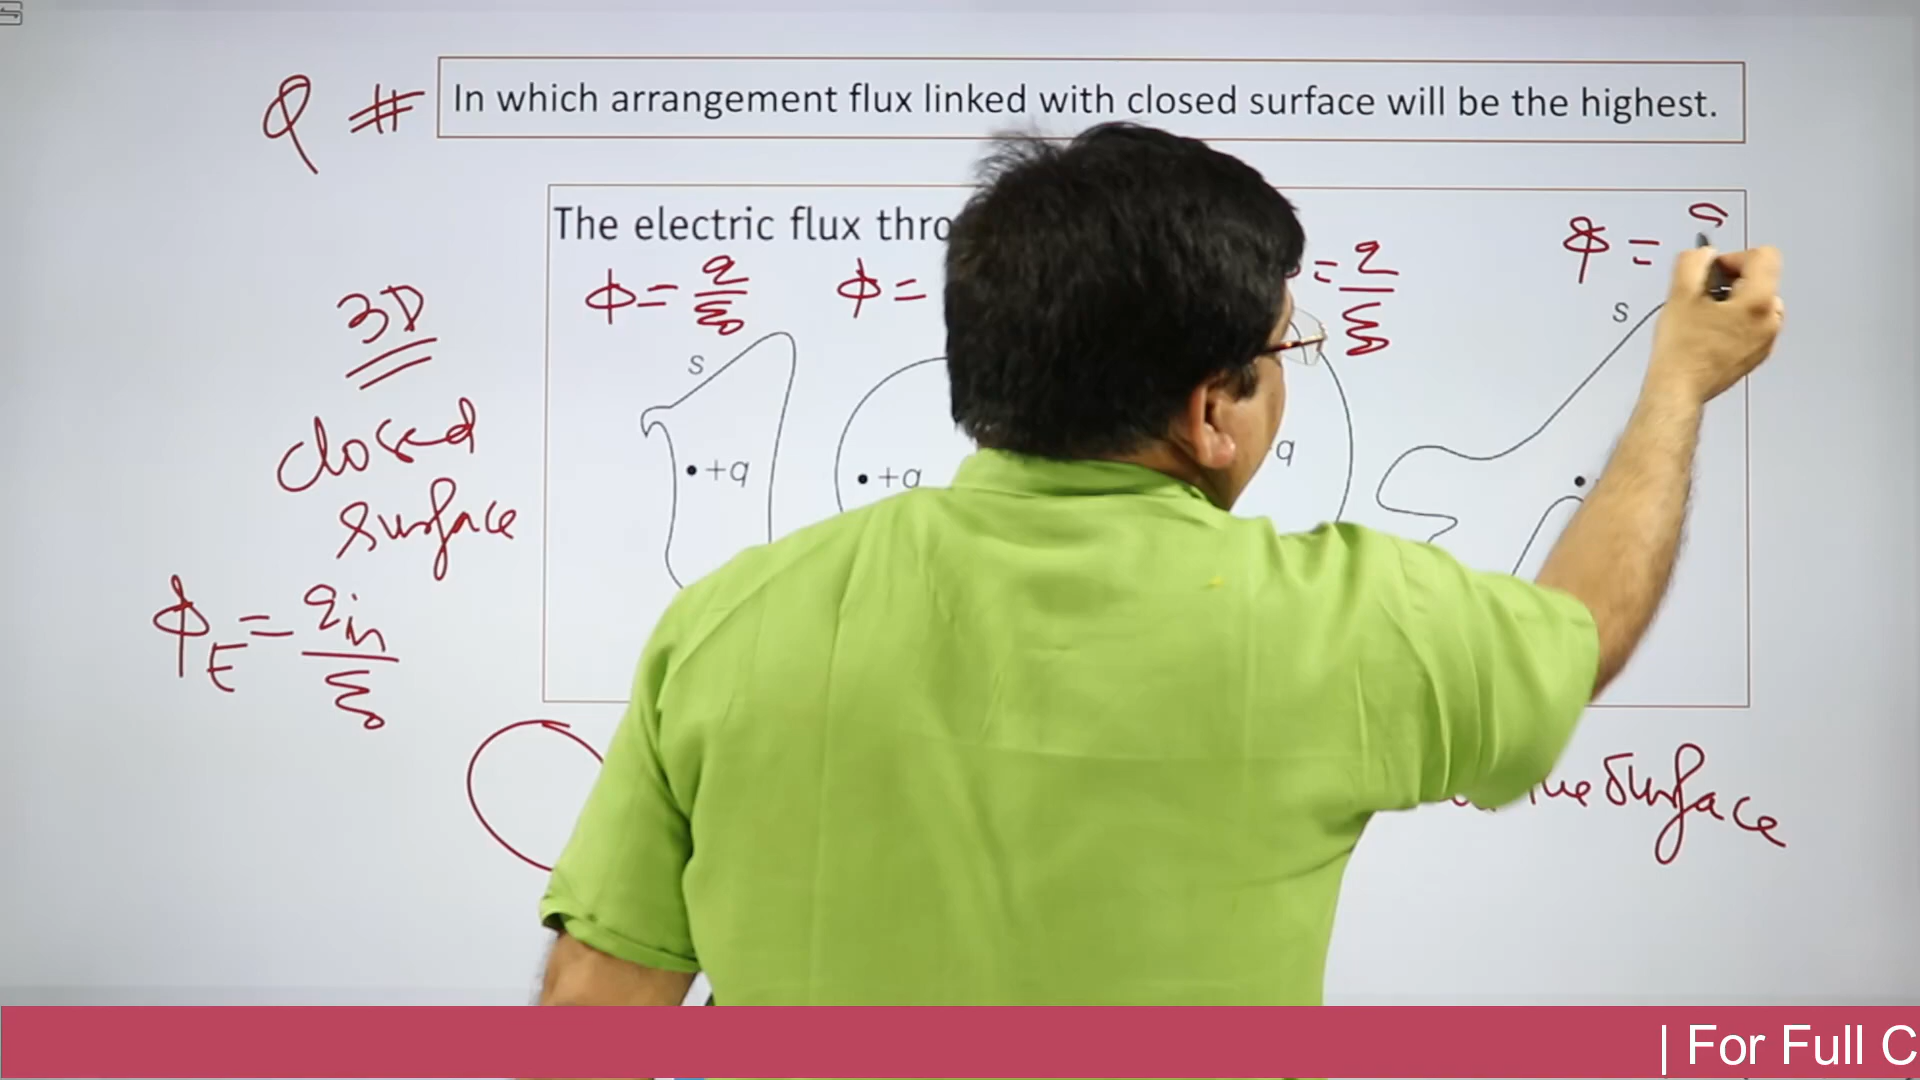 Q # In which arrangement flux linked with closed surface will be the highest.
The electric flux
ϕ = q/ε0 ϕ = = q/ε0 ϕ =
3D
closed
surface
ϕE = qin/ε0
S S
+q +q q
the surface
| For Full C